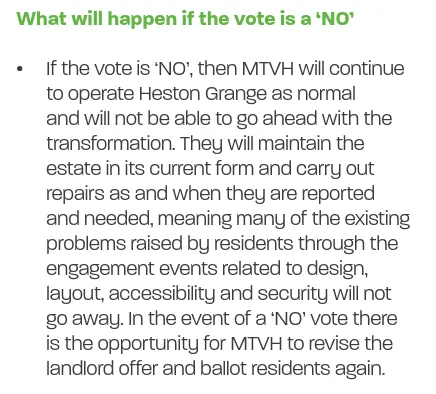 What will happen if the vote is a ‘NO’
• If the vote is ‘NO’, then MTVH will continue
to operate Heston Grange as normal
and will not be able to go ahead with the
transformation. They will maintain the
estate in its current form and carry out
repairs as and when they are reported
and needed, meaning many of the existing
problems raised by residents through the
engagement events related to design,
layout, accessibility and security will not
go away. In the event of a ‘NO’ vote there
is the opportunity for MTVH to revise the
landlord offer and ballot residents again.